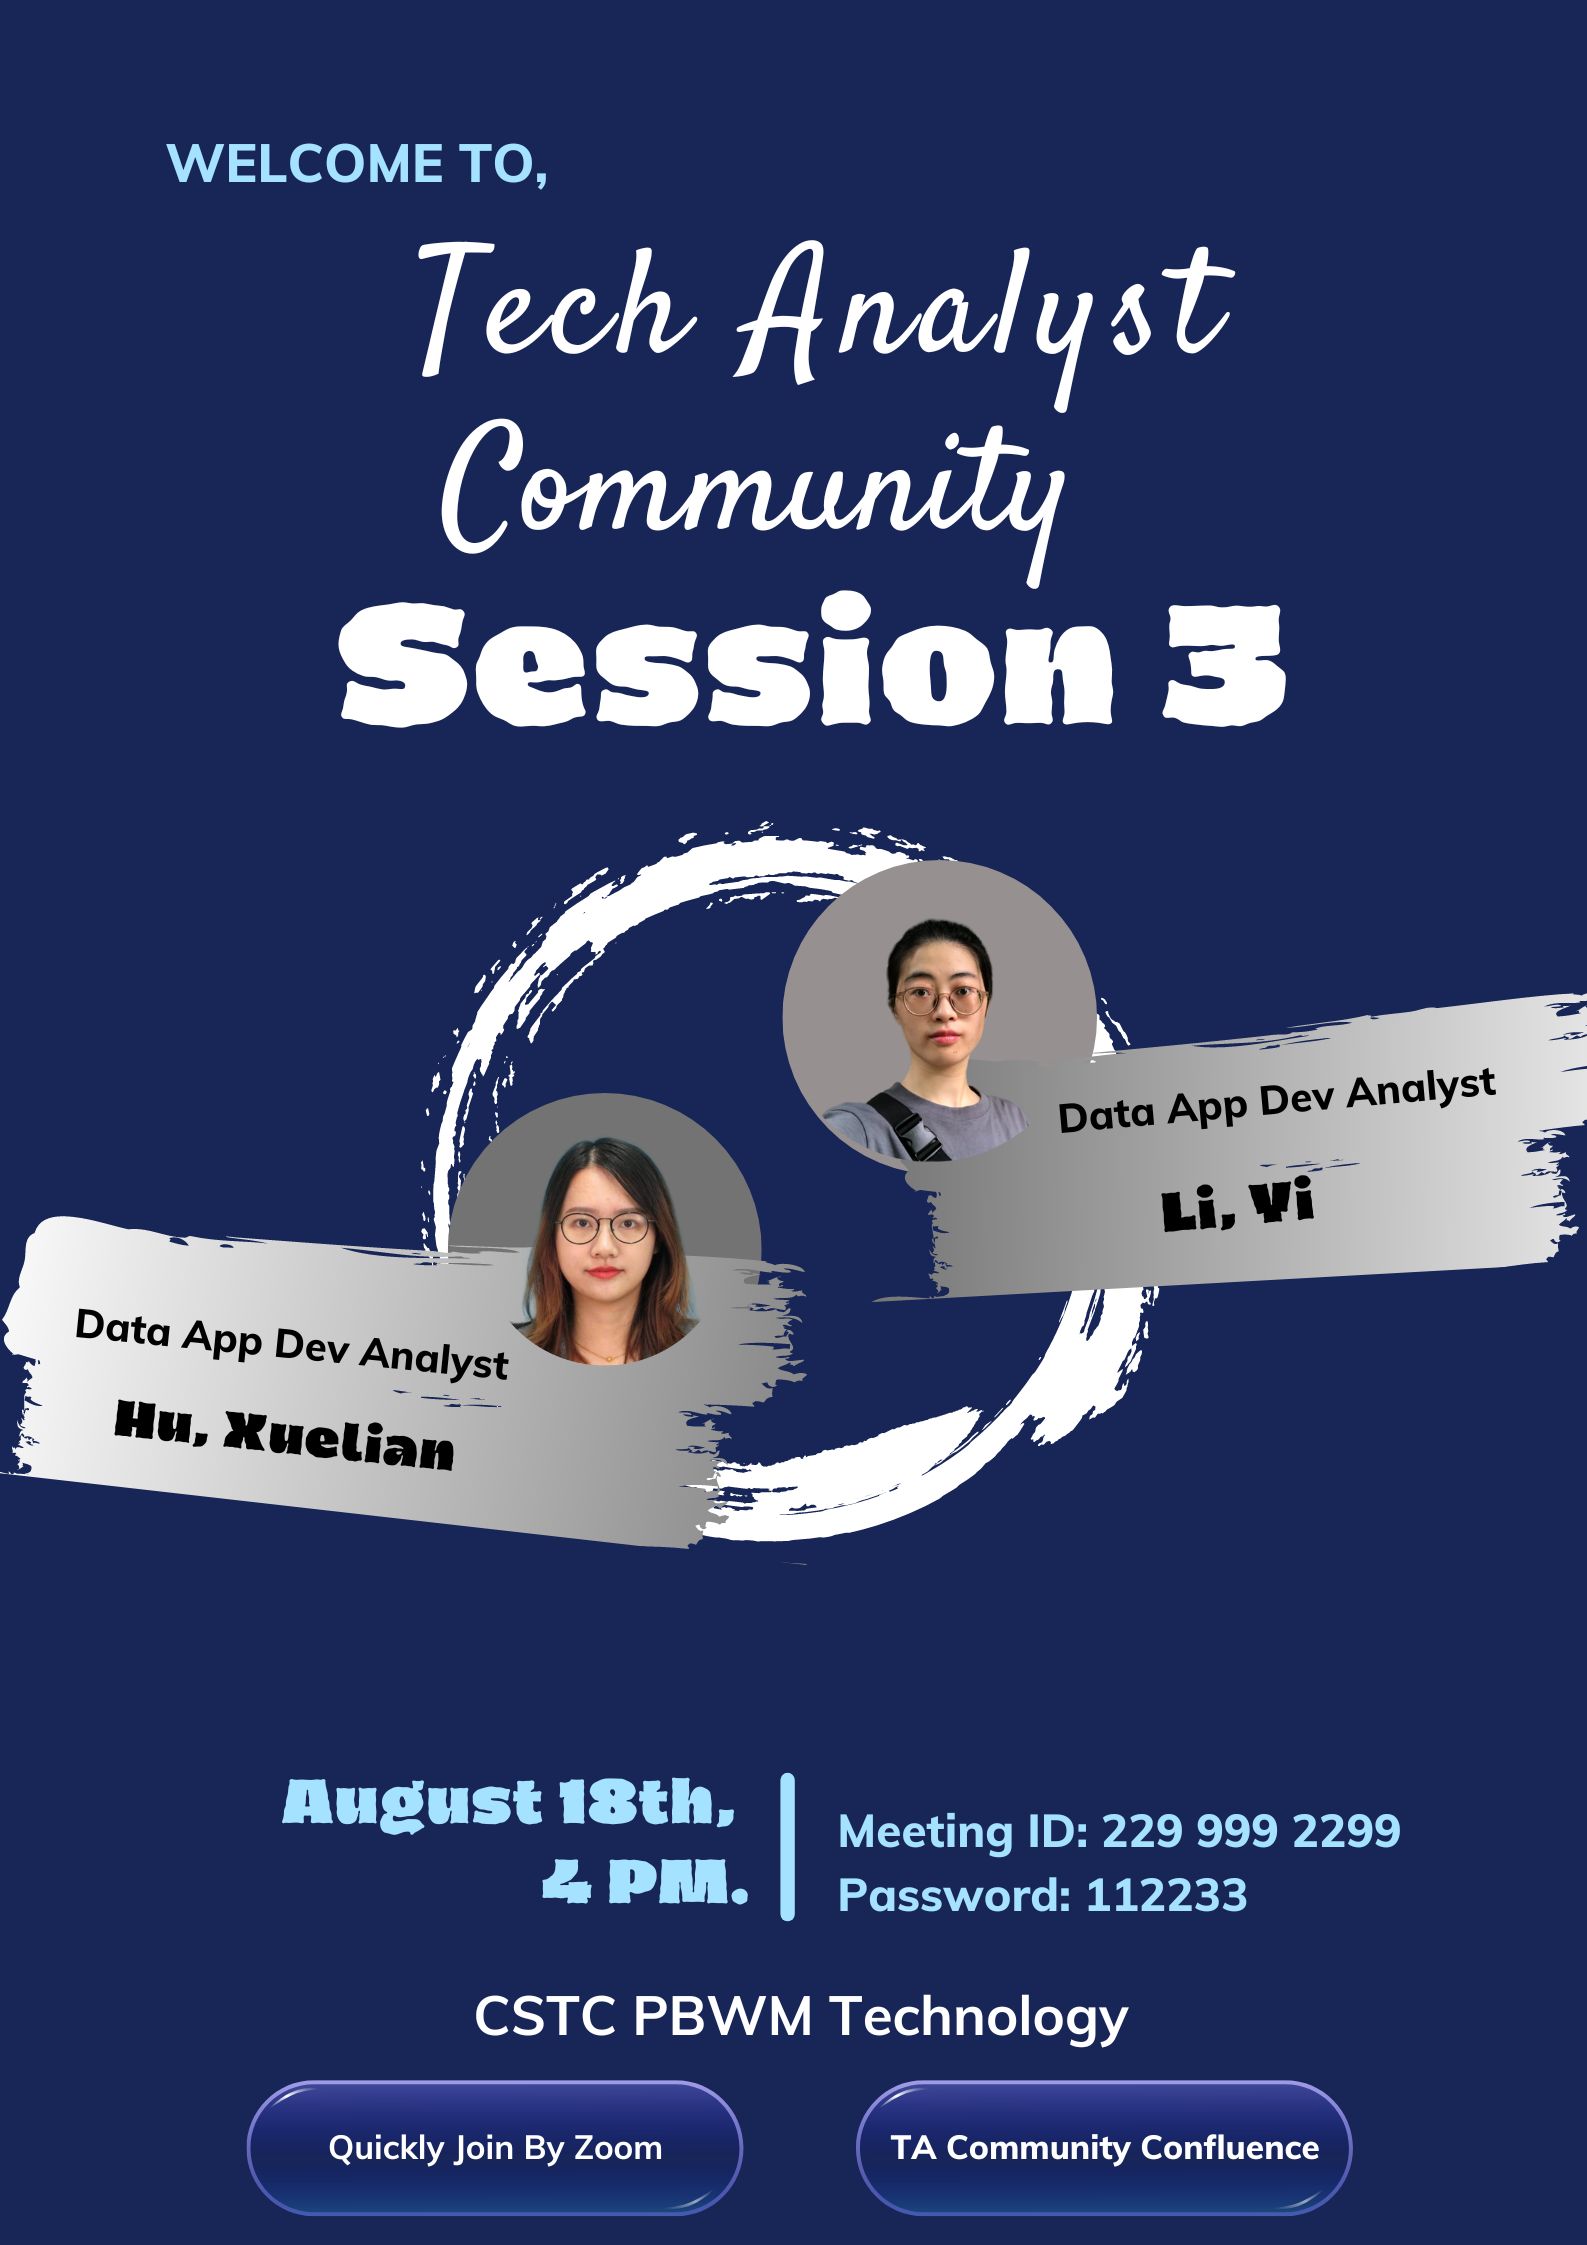 WELCOME TO,
Tech Analyst
Community
Session 3
Data App Dev Analyst
Li, Yi
Data App Dev Analyst
Hu, Xuelian
August 18th,
4 PM.
Meeting ID: 229 999 2299
Password: 112233
CSTC PBWM Technology
Quickly Join By Zoom
TA Community Confluence